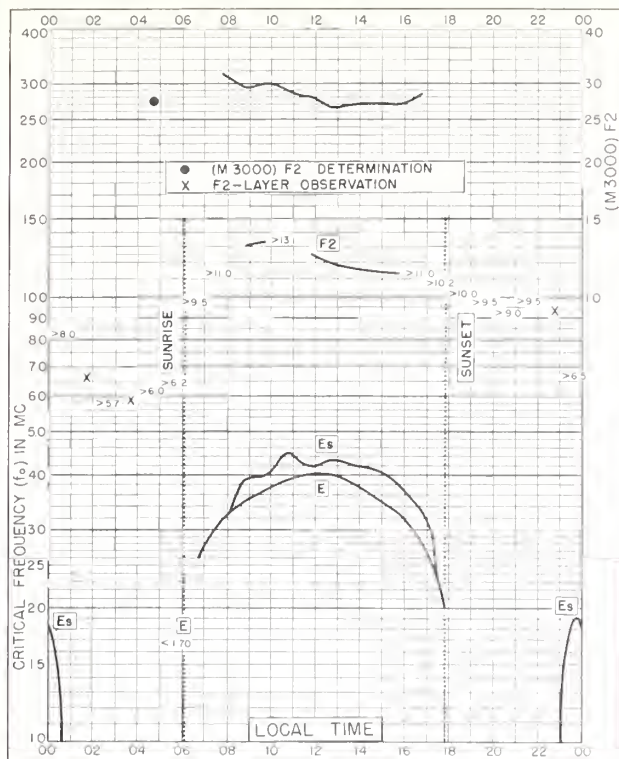 00 02 04 06 08 10 12 14 16 18 20 22 00
400 40
300 30
250 25
200
● (M 3000) F2 DETERMINATION
X F2-LAYER OBSERVATION
(M3000) F2
150 15
>13
F2
>11.0 >11.0
>10.2
100 >9.5 >10.0 >9.5 >9.5 10
90 >9.0
80 >8.0
SUNRISE
SUNSET
70
>6.2 >6.5
60 >5.7 >6.0
50
Es
40
E
30
25
20
Es E Es
<1.70
15
10
CRITICAL FREQUENCY (fo) IN MC
LOCAL TIME
00 02 04 06 08 10 12 14 16 18 20 22 00